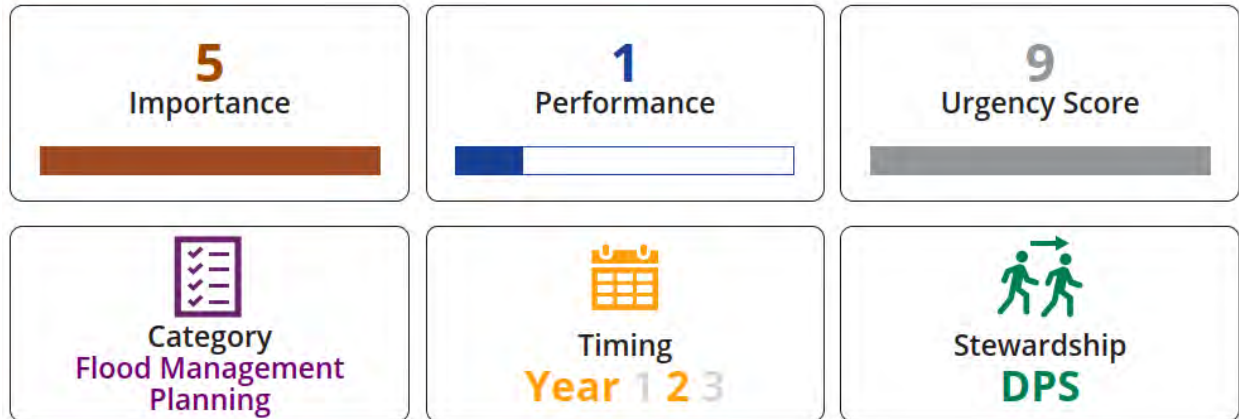 5
Importance
1
Performance
9
Urgency Score
Category
Flood Management
Planning
Timing
Year 1 2 3
Stewardship
DPS